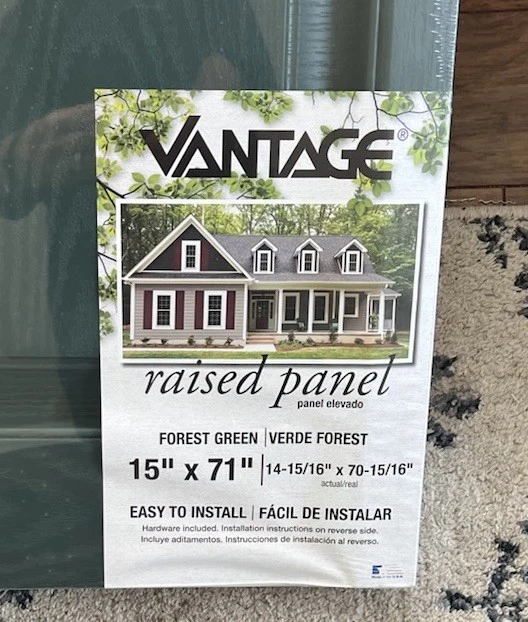 VANTAGE®
raised panel
panel elevado
FOREST GREEN | VERDE FOREST
15" x 71" | 14-15/16" x 70-15/16"
actual/real
EASY TO INSTALL | FÁCIL DE INSTALAR
Hardware included. Installation instructions on reverse side.
Incluye aditamentos. Instrucciones de instalación al reverso.